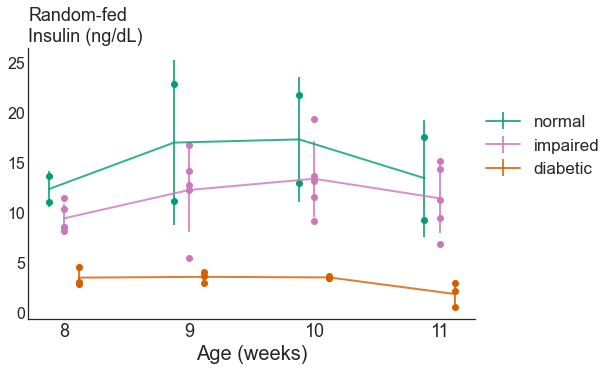 Random-fed
Insulin (ng/dL)
25
20
15
10
5
0
8 9 10 11
Age (weeks)
normal
impaired
diabetic